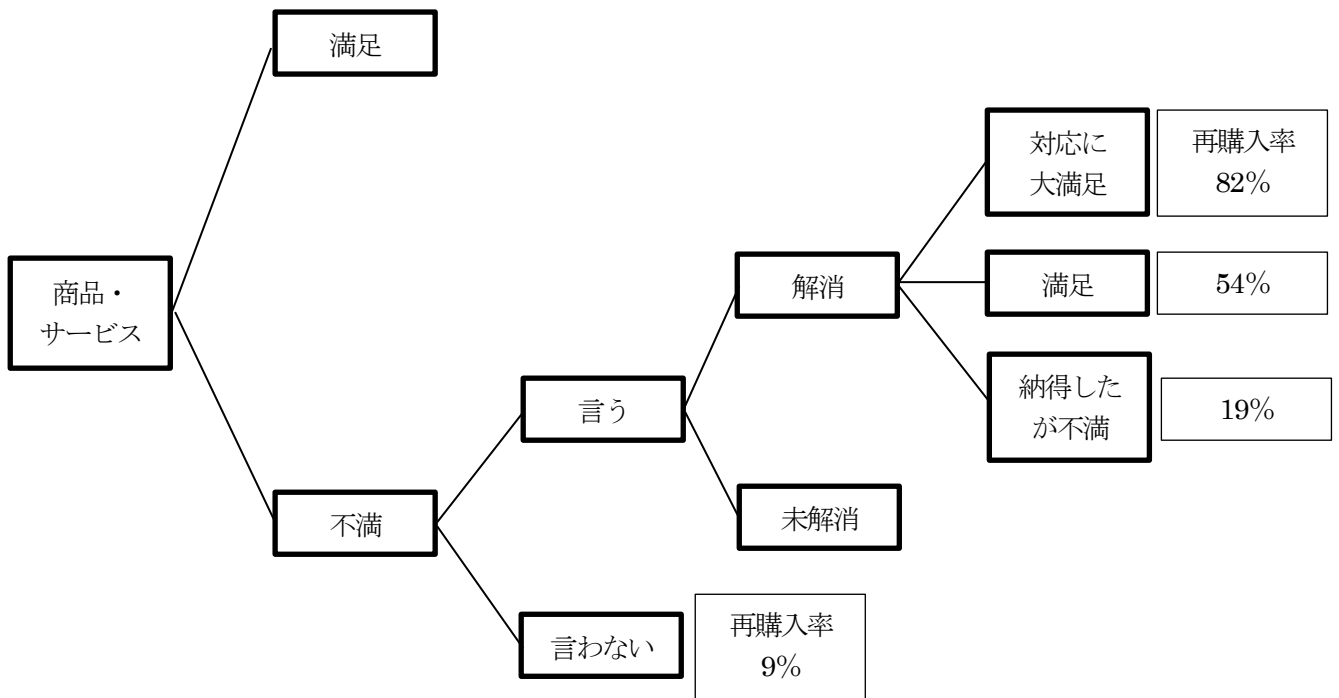 満足
商品・
サービス
不満
言う
言わない
再購入率
9%
解消
未解消
対応に
大満足
再購入率
82%
満足
54%
納得した
が不満
19%